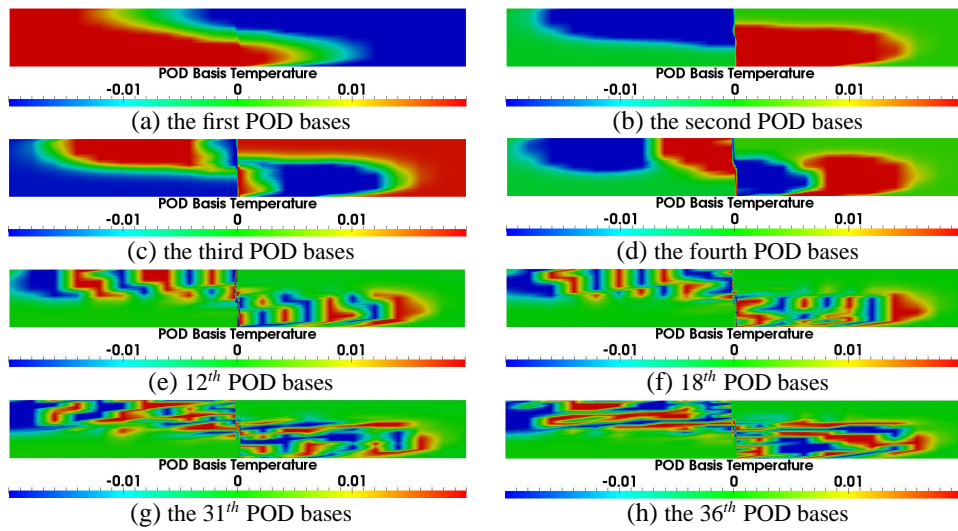 POD Basis Temperature
-0.01 0 0.01
(a) the first POD bases
POD Basis Temperature
-0.01 0 0.01
(b) the second POD bases
POD Basis Temperature
-0.01 0 0.01
(c) the third POD bases
POD Basis Temperature
-0.01 0 0.01
(d) the fourth POD bases
POD Basis Temperature
-0.01 0 0.01
(e) 12th POD bases
POD Basis Temperature
-0.01 0 0.01
(f) 18th POD bases
POD Basis Temperature
-0.01 0 0.01
(g) the 31th POD bases
POD Basis Temperature
-0.01 0 0.01
(h) the 36th POD bases